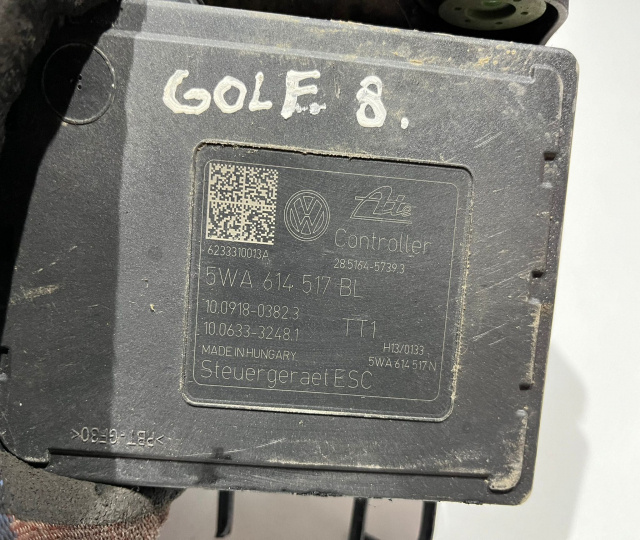 GOLF. 8.
Ate
6233310013A
Controller
28.5164-5739.3
5WA 614 517 BL
10.0918-0382.3
10.0633-3248.1
TT1
H13/0133
MADE IN HUNGARY
5WA 614 517 N
Steuergeraet ESC
>PBT-GF30<